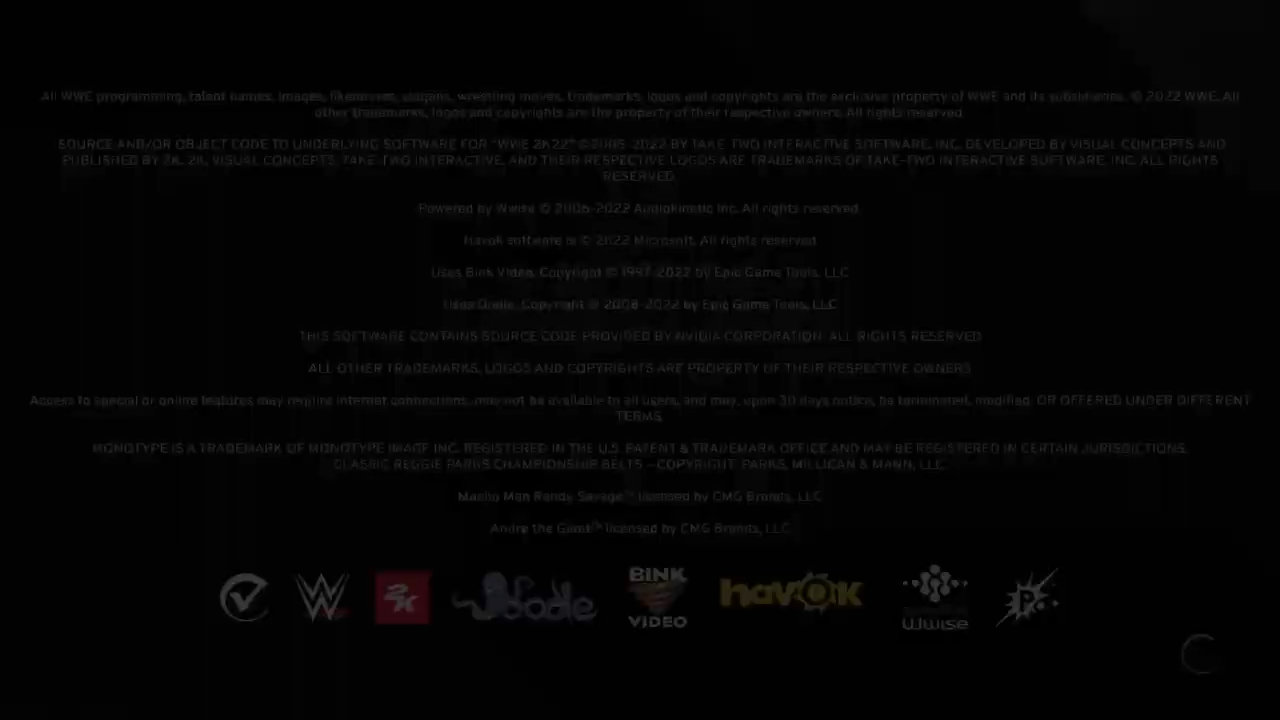 All WWE programming, talent names, images, likenesses, slogans, wrestling moves, trademarks, logos and copyrights are the exclusive property of WWE and its subsidiaries. © 2022 WWE. All
other trademarks, logos and copyrights are the property of their respective owners. All rights reserved.
SOURCE AND/OR OBJECT CODE TO UNDERLYING SOFTWARE FOR "WWE 2K22" ©2005-2022 BY TAKE-TWO INTERACTIVE SOFTWARE, INC. DEVELOPED BY VISUAL CONCEPTS AND
PUBLISHED BY 2K. 2K, VISUAL CONCEPTS, TAKE-TWO INTERACTIVE, AND THEIR RESPECTIVE LOGOS ARE TRADEMARKS OF TAKE-TWO INTERACTIVE SOFTWARE, INC. ALL RIGHTS
RESERVED.
Powered by Wwise © 2006-2022 Audiokinetic Inc. All rights reserved.
Havok software is © 2022 Microsoft. All rights reserved.
Uses Bink Video. Copyright © 1997-2022 by Epic Game Tools, LLC
Uses Oodle. Copyright © 2008-2022 by Epic Game Tools, LLC
THIS SOFTWARE CONTAINS SOURCE CODE PROVIDED BY NVIDIA CORPORATION. ALL RIGHTS RESERVED
ALL OTHER TRADEMARKS, LOGOS AND COPYRIGHTS ARE PROPERTY OF THEIR RESPECTIVE OWNERS
Access to special or online features may require internet connections, may not be available to all users, and may, upon 30 days notice, be terminated, modified, OR OFFERED UNDER DIFFERENT
TERMS.
MONOTYPE IS A TRADEMARK OF MONOTYPE IMAGE INC. REGISTERED IN THE U.S. PATENT & TRADEMARK OFFICE AND MAY BE REGISTERED IN CERTAIN JURISDICTIONS.
CLASSIC REGGIE PARKS CHAMPIONSHIP BELTS – COPYRIGHT: PARKS, MILLICAN & MANN, LLC.
Macho Man Randy Savage™ licensed by CMG Brands, LLC
Andre the Giant™ licensed by CMG Brands, LLC
W 2K Oodle BINK VIDEO havok Wwise P